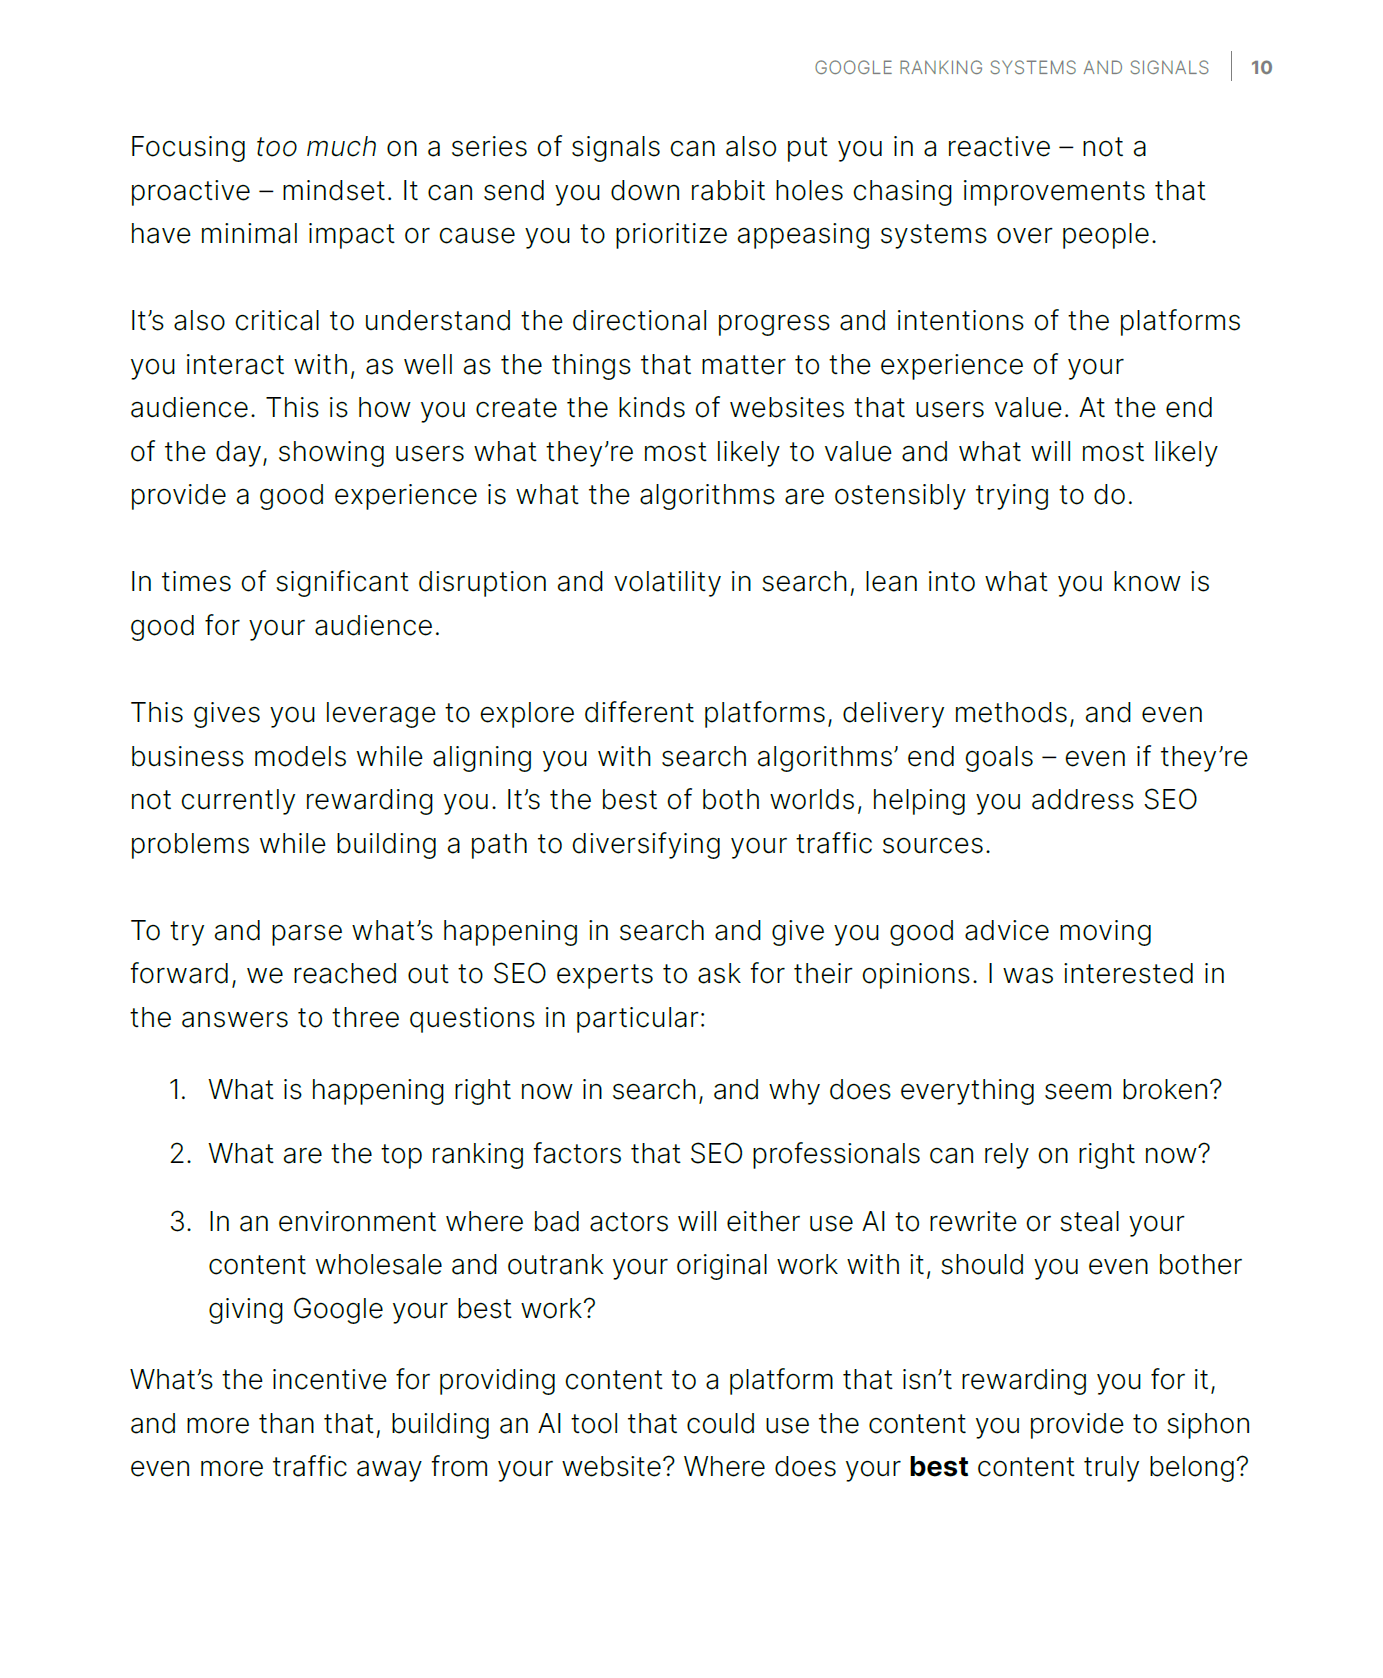 GOOGLE RANKING SYSTEMS AND SIGNALS 10
Focusing too much on a series of signals can also put you in a reactive – not a
proactive – mindset. It can send you down rabbit holes chasing improvements that
have minimal impact or cause you to prioritize appeasing systems over people.
It’s also critical to understand the directional progress and intentions of the platforms
you interact with, as well as the things that matter to the experience of your
audience. This is how you create the kinds of websites that users value. At the end
of the day, showing users what they’re most likely to value and what will most likely
provide a good experience is what the algorithms are ostensibly trying to do.
In times of significant disruption and volatility in search, lean into what you know is
good for your audience.
This gives you leverage to explore different platforms, delivery methods, and even
business models while aligning you with search algorithms’ end goals – even if they’re
not currently rewarding you. It’s the best of both worlds, helping you address SEO
problems while building a path to diversifying your traffic sources.
To try and parse what’s happening in search and give you good advice moving
forward, we reached out to SEO experts to ask for their opinions. I was interested in
the answers to three questions in particular:
1. What is happening right now in search, and why does everything seem broken?
2. What are the top ranking factors that SEO professionals can rely on right now?
3. In an environment where bad actors will either use AI to rewrite or steal your
content wholesale and outrank your original work with it, should you even bother
giving Google your best work?
What’s the incentive for providing content to a platform that isn’t rewarding you for it,
and more than that, building an AI tool that could use the content you provide to siphon
even more traffic away from your website? Where does your best content truly belong?